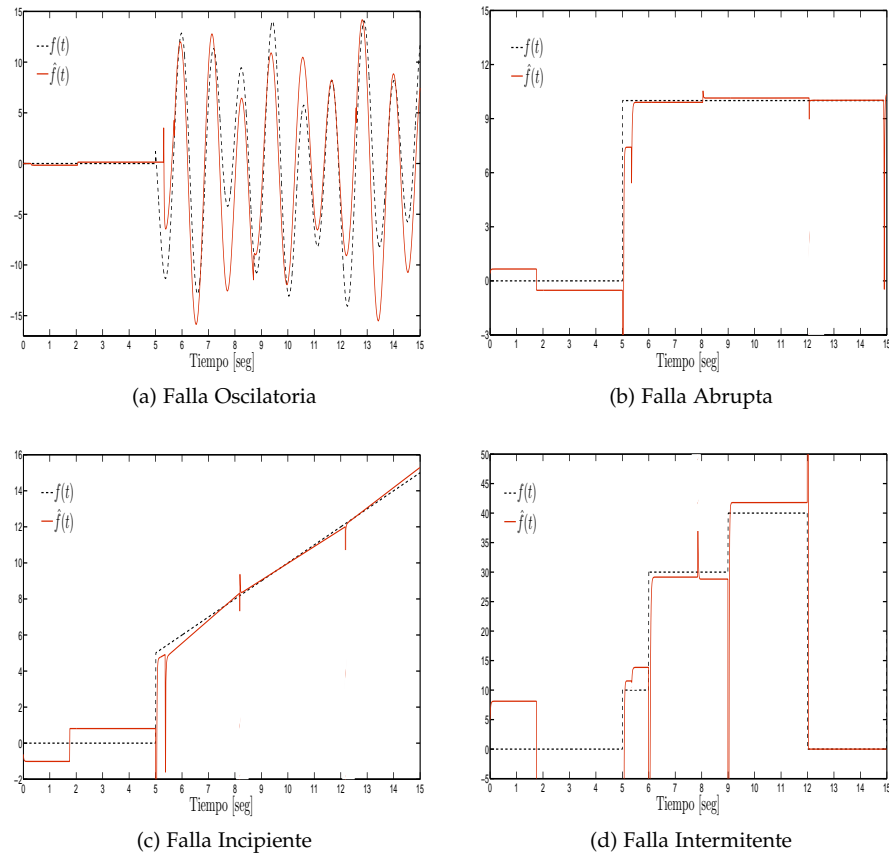 15
10
5
0
−5
−10
−15
f(t)
f̂(t)
0 1 2 3 4 5 6 7 8 9 10 11 12 13 14 15
Tiempo [seg]
(a) Falla Oscilatoria
15
12
9
6
3
0
−3
f(t)
f̂(t)
0 1 2 3 4 5 6 7 8 9 10 11 12 13 14 15
Tiempo [seg]
(b) Falla Abrupta
16
14
12
10
8
6
4
2
0
−2
f(t)
f̂(t)
0 1 2 3 4 5 6 7 8 9 10 11 12 13 14 15
Tiempo [seg]
(c) Falla Incipiente
50
45
40
35
30
25
20
15
10
5
0
−5
f(t)
f̂(t)
0 1 2 3 4 5 6 7 8 9 10 11 12 13 14 15
Tiempo [seg]
(d) Falla Intermitente